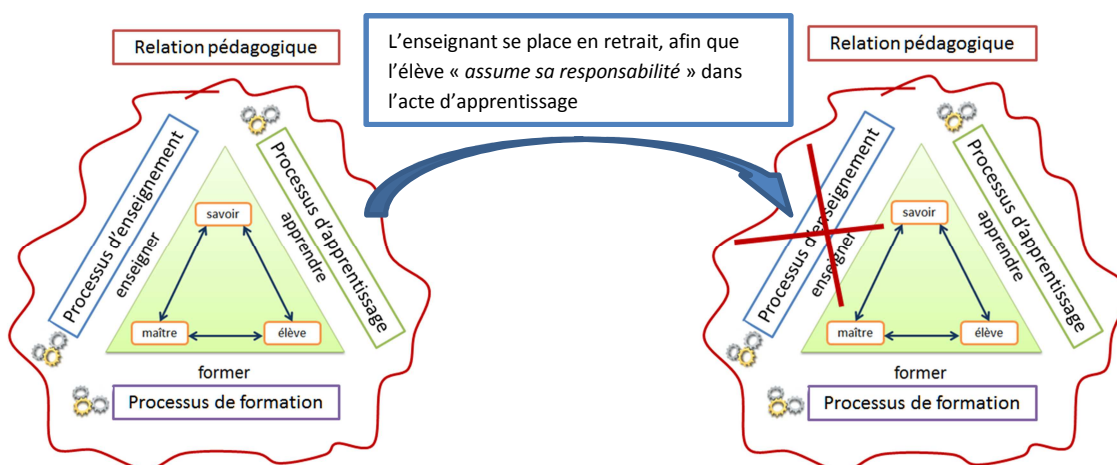 Relation pédagogique
Processus d'enseignement
enseigner
savoir
apprendre
Processus d'apprentissage
maître
élève
former
Processus de formation
L'enseignant se place en retrait, afin que
l'élève « assume sa responsabilité » dans
l'acte d'apprentissage
Relation pédagogique
Processus d'enseignement
enseigner
savoir
apprendre
Processus d'apprentissage
maître
élève
former
Processus de formation